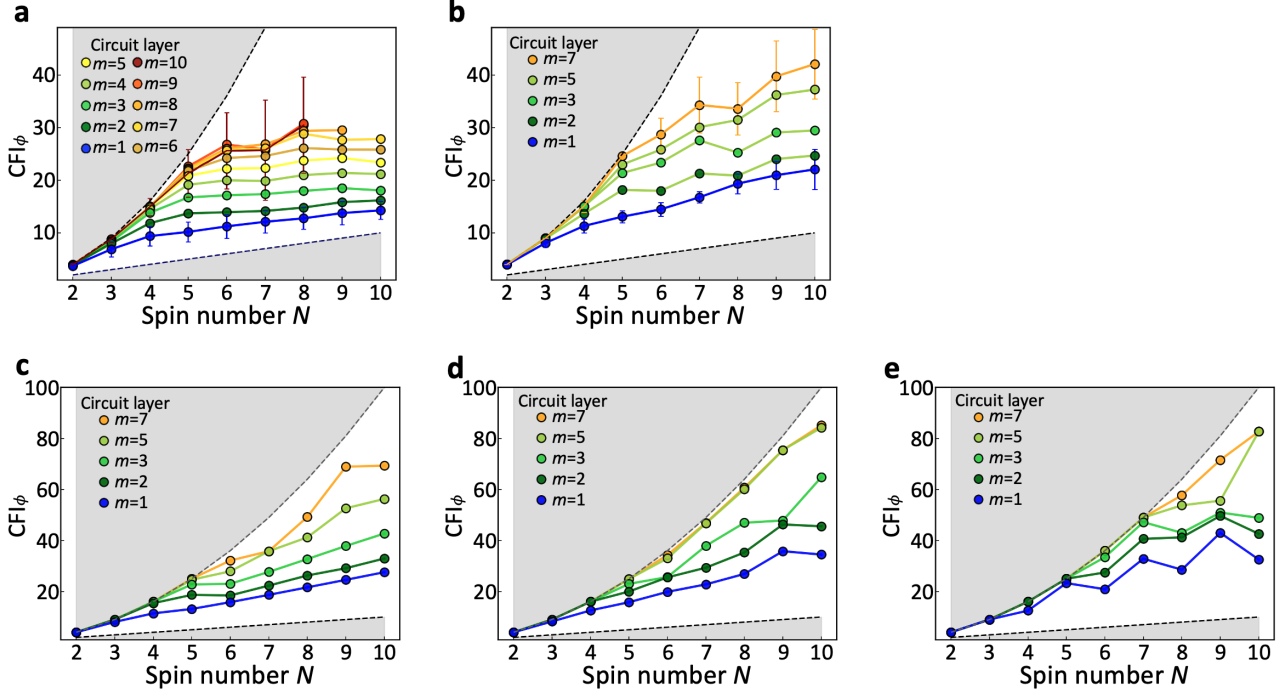 a
CFIϕ
40
30
20
10
Circuit layer
m=5 m=10
m=4 m=9
m=3 m=8
m=2 m=7
m=1 m=6
2 3 4 5 6 7 8 9 10
Spin number N
b
CFIϕ
40
30
20
10
Circuit layer
m=7
m=5
m=3
m=2
m=1
2 3 4 5 6 7 8 9 10
Spin number N
c
CFIϕ
100
80
60
40
20
Circuit layer
m=7
m=5
m=3
m=2
m=1
2 3 4 5 6 7 8 9 10
Spin number N
d
CFIϕ
100
80
60
40
20
Circuit layer
m=7
m=5
m=3
m=2
m=1
2 3 4 5 6 7 8 9 10
Spin number N
e
CFIϕ
100
80
60
40
20
Circuit layer
m=7
m=5
m=3
m=2
m=1
2 3 4 5 6 7 8 9 10
Spin number N